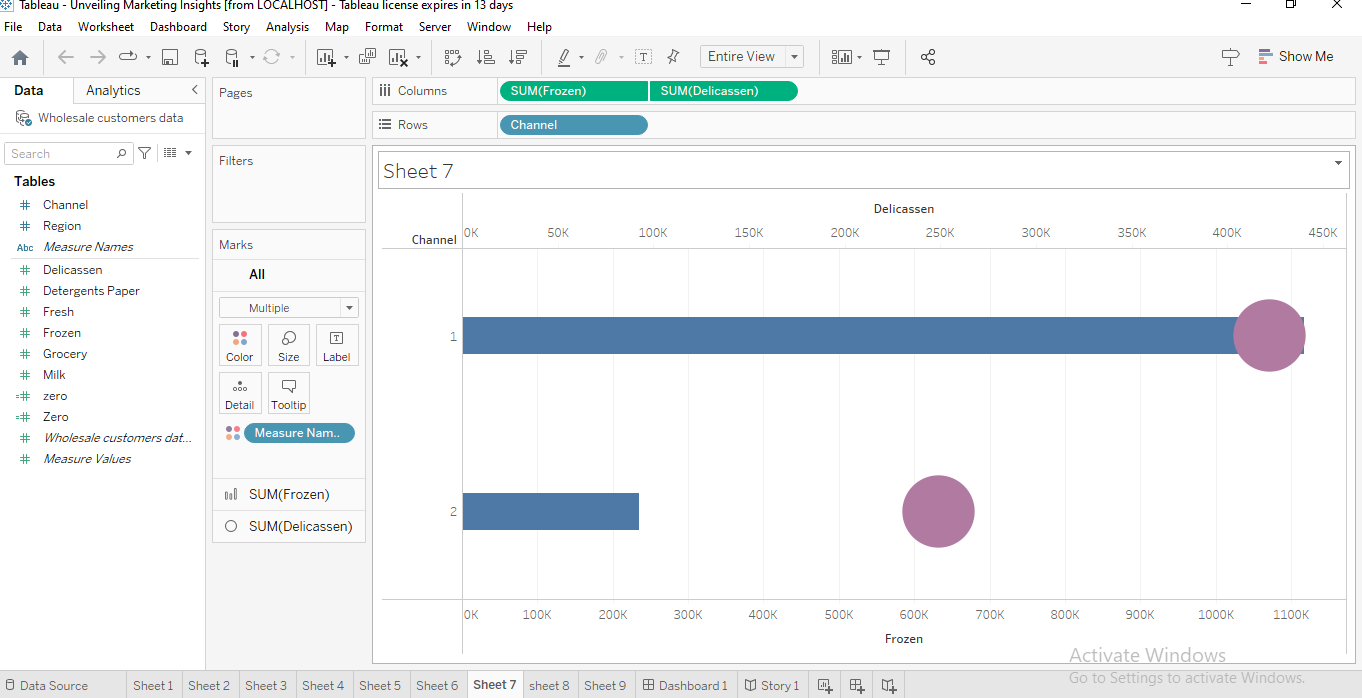 Tableau - Unveiling Marketing Insights [from LOCALHOST] - Tableau license expires in 13 days
File Data Worksheet Dashboard Story Analysis Map Format Server Window Help
Entire View
Show Me
Data Analytics
Wholesale customers data
Search
Tables
Channel
Region
Abc Measure Names
Delicassen
Detergents Paper
Fresh
Frozen
Grocery
Milk
zero
Zero
Wholesale customers dat...
Measure Values
Pages
Filters
Marks
All
Multiple
Color Size Label
Detail Tooltip
Measure Nam..
SUM(Frozen)
SUM(Delicassen)
Columns SUM(Frozen) SUM(Delicassen)
Rows Channel
Sheet 7
Delicassen
Channel 0K 50K 100K 150K 200K 250K 300K 350K 400K 450K
1
2
0K 100K 200K 300K 400K 500K 600K 700K 800K 900K 1000K 1100K
Frozen
Activate Windows
Go to Settings to activate Windows.
Data Source Sheet 1 Sheet 2 Sheet 3 Sheet 4 Sheet 5 Sheet 6 Sheet 7 sheet 8 Sheet 9 Dashboard 1 Story 1